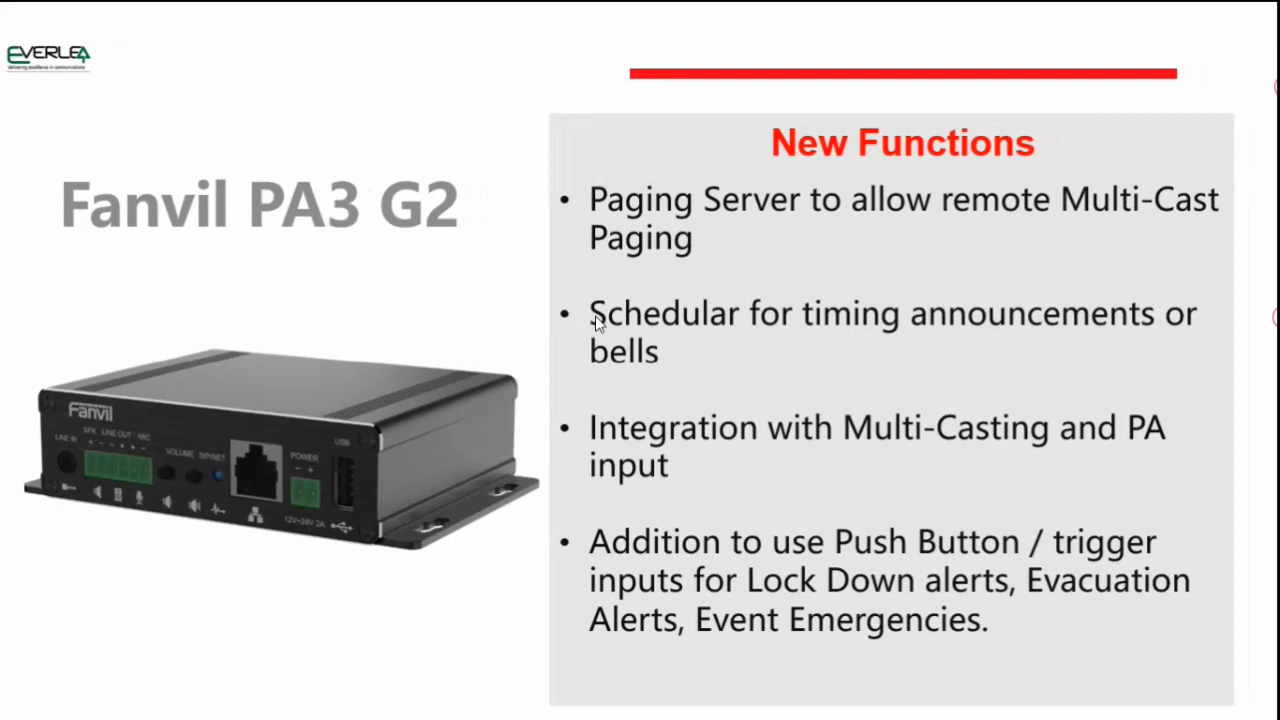 EVERLEA
delivering excellence in communications
New Functions
Fanvil PA3 G2
• Paging Server to allow remote Multi-Cast
Paging
• Schedular for timing announcements or
bells
• Integration with Multi-Casting and PA
input
• Addition to use Push Button / trigger
inputs for Lock Down alerts, Evacuation
Alerts, Event Emergencies.
Fanvil
LINE IN
SPK LINE OUT MIC
+ - - + + -
VOLUME
SIP/NET
POWER
- +
USB
12V~24V 2A